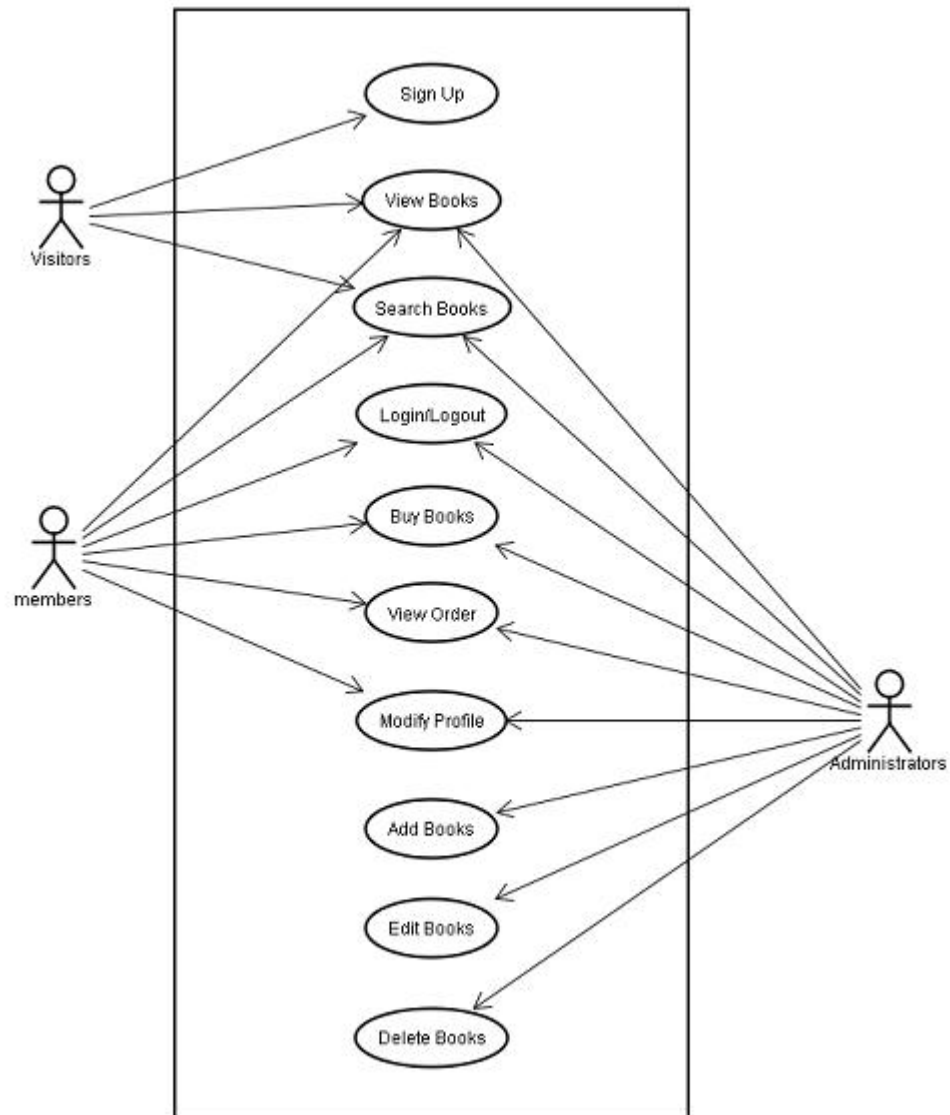 Sign Up
View Books
Visitors
Search Books
Login/Logout
Buy Books
members
View Order
Modify Profile
Administrators
Add Books
Edit Books
Delete Books